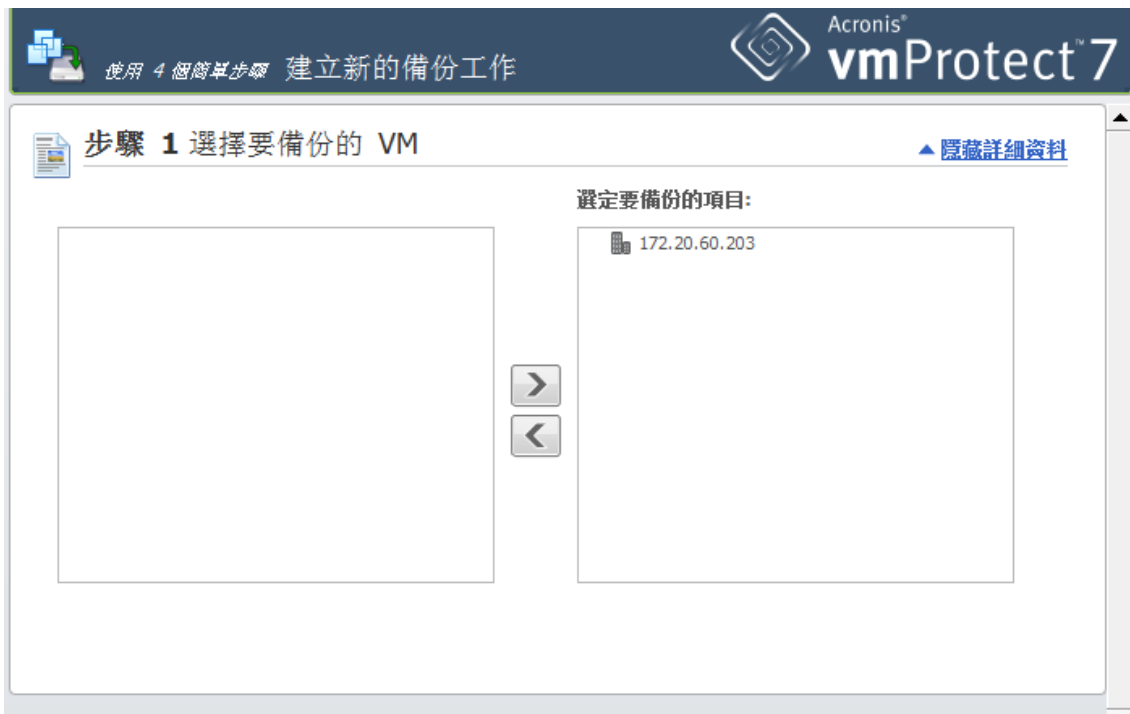 使用 4 個簡單步驟 建立新的備份工作
Acronis®
vmProtect™ 7
步驟 1 選擇要備份的 VM
隱藏詳細資料
選定要備份的項目:
172.20.60.203